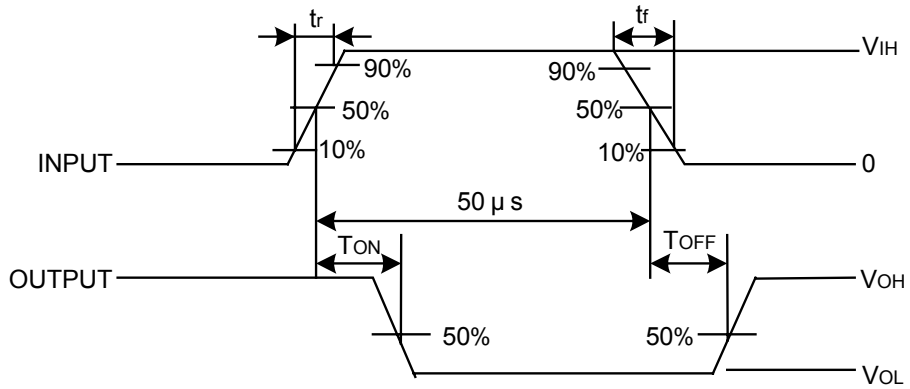 tr
tf
VIH
90%
90%
50%
50%
10%
10%
INPUT
0
50 μs
TON
TOFF
OUTPUT
VOH
50%
50%
VOL